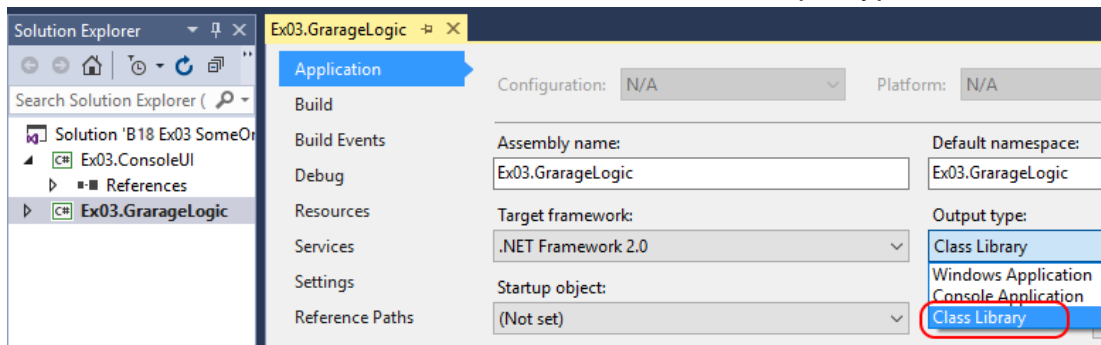 Solution Explorer
Search Solution Explorer (
Solution 'B18 Ex03 SomeOr
C# Ex03.ConsoleUI
References
C# Ex03.GrarageLogic
Ex03.GrarageLogic
Application
Build
Build Events
Debug
Resources
Services
Settings
Reference Paths
Configuration: N/A Platform: N/A
Assembly name: Default namespace:
Ex03.GrarageLogic Ex03.GrarageLogic
Target framework: Output type:
.NET Framework 2.0 Class Library
Windows Application
Startup object: Console Application
(Not set) Class Library